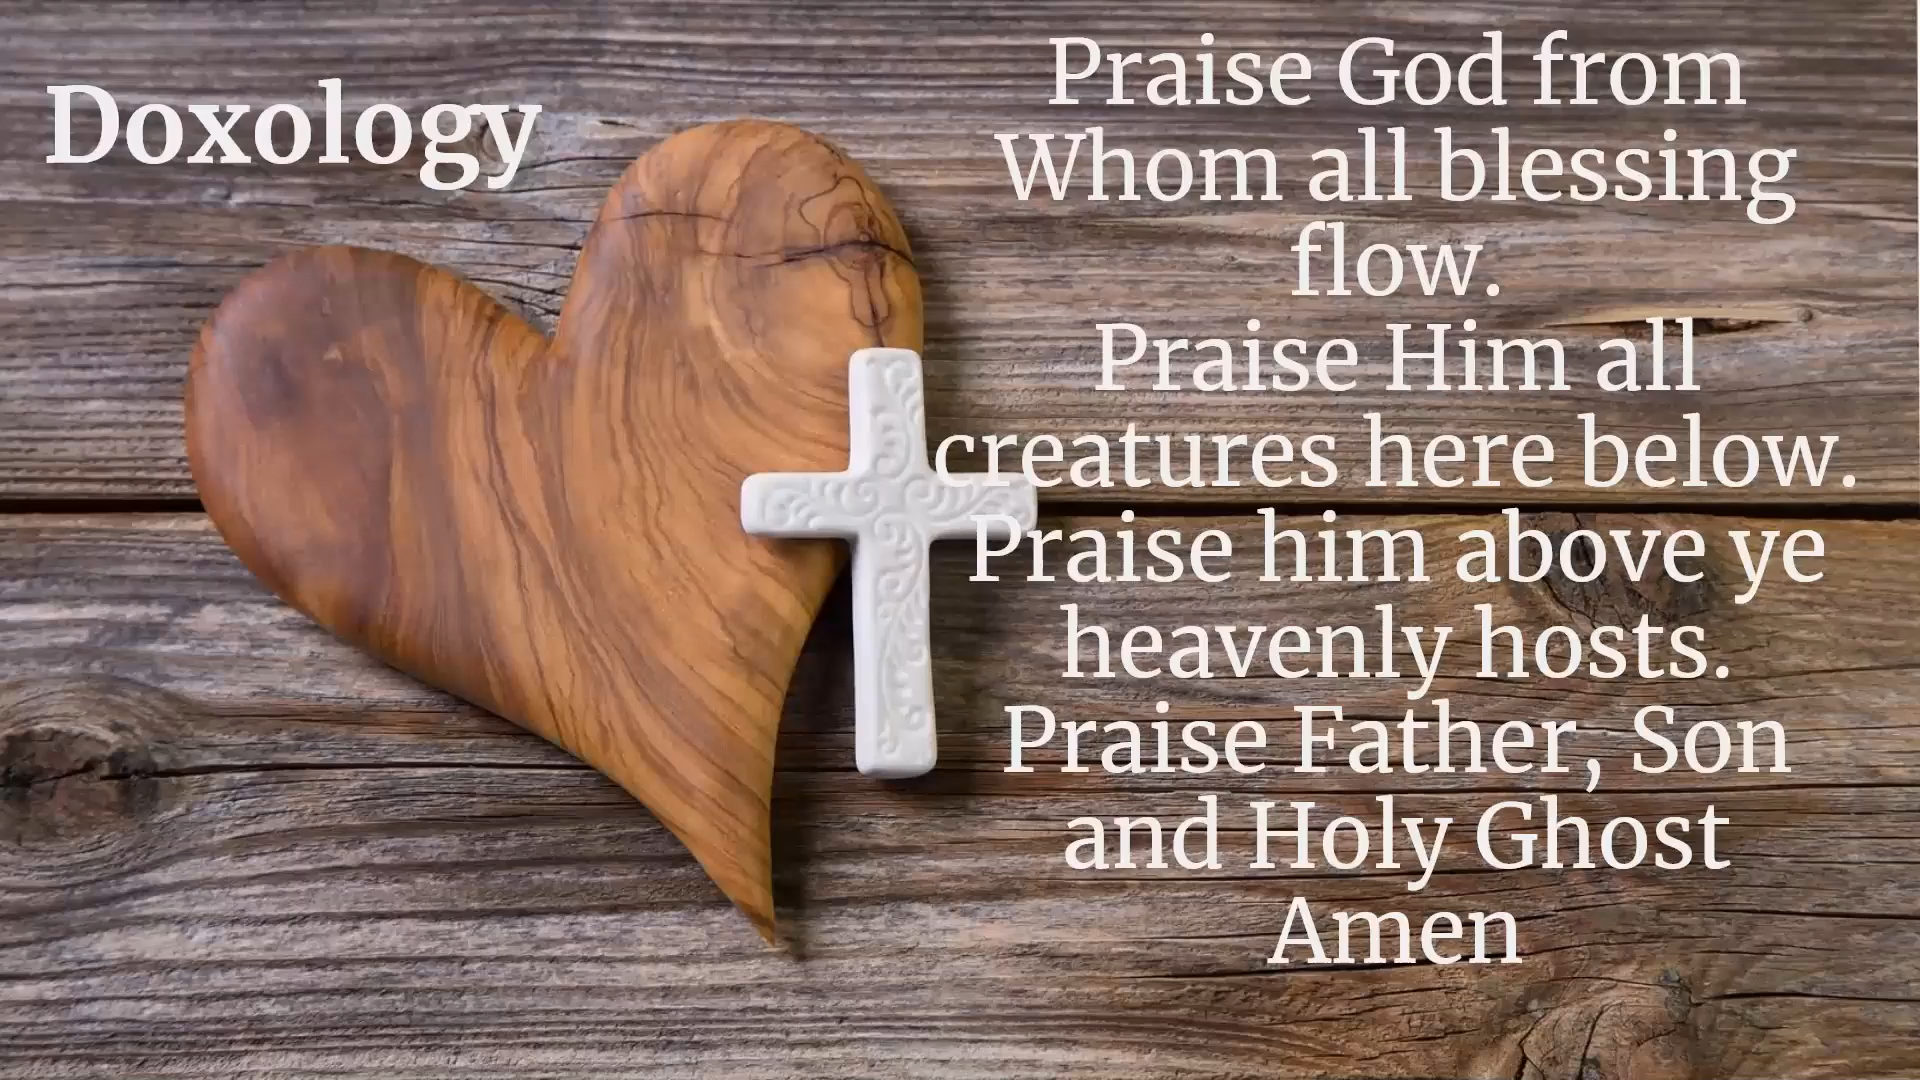 Doxology
Praise God from
Whom all blessing
flow.
Praise Him all
creatures here below.
Praise him above ye
heavenly hosts.
Praise Father, Son
and Holy Ghost
Amen